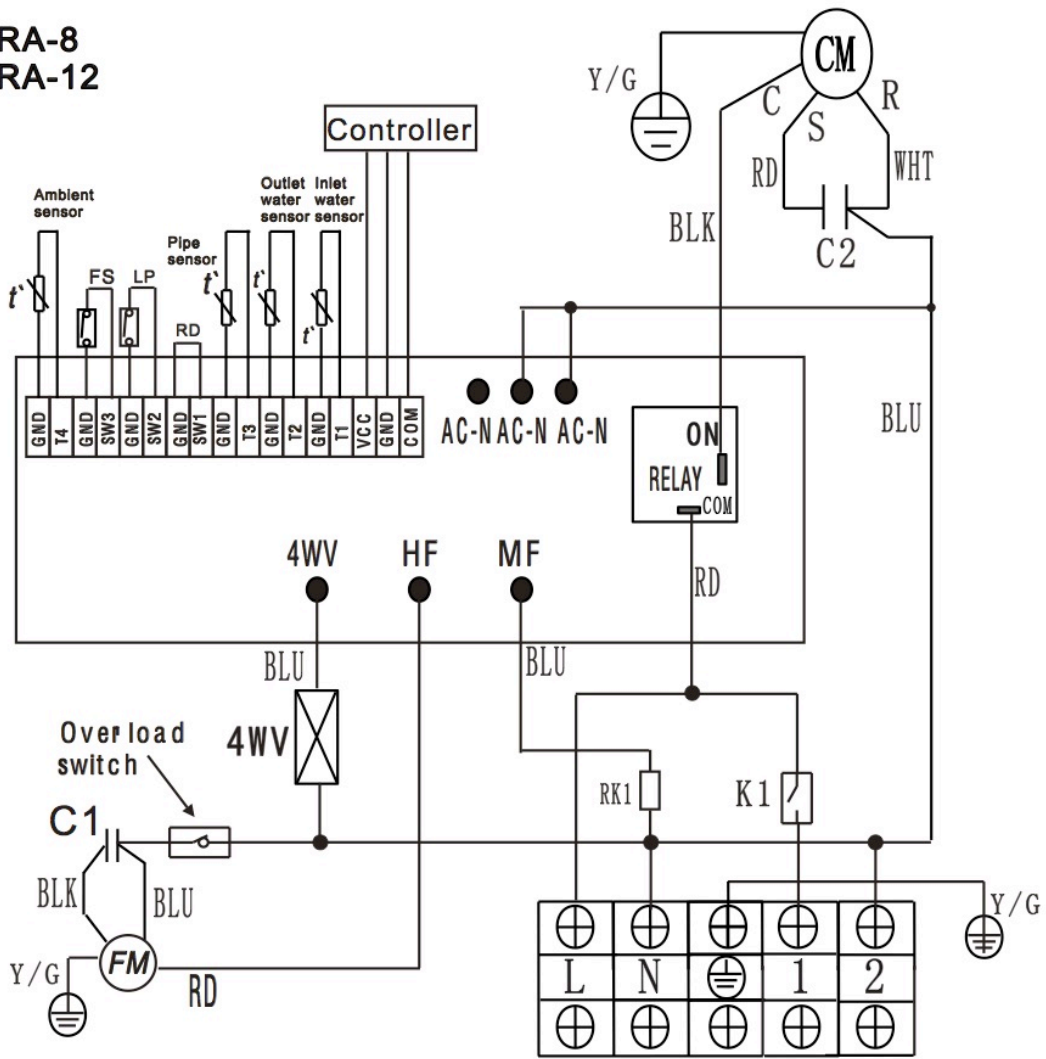 RA-8
RA-12
CM
Y/G
C
S
R
RD
WHT
BLK
C2
Controller
Ambient
sensor
Outlet
water
sensor
Inlet
water
sensor
Pipe
sensor
t`
FS
LP
RD
t`
t`
t`
BLU
GND
T4
GND
SW3
GND
SW2
GND
SW1
GND
T3
GND
T2
GND
T1
VCC
GND
COM
AC-N
AC-N
AC-N
ON
RELAY
COM
4WV
HF
MF
RD
BLU
BLU
Overload
switch
4WV
RK1
K1
C1
BLK
BLU
FM
Y/G
RD
Y/G
L
N
1
2